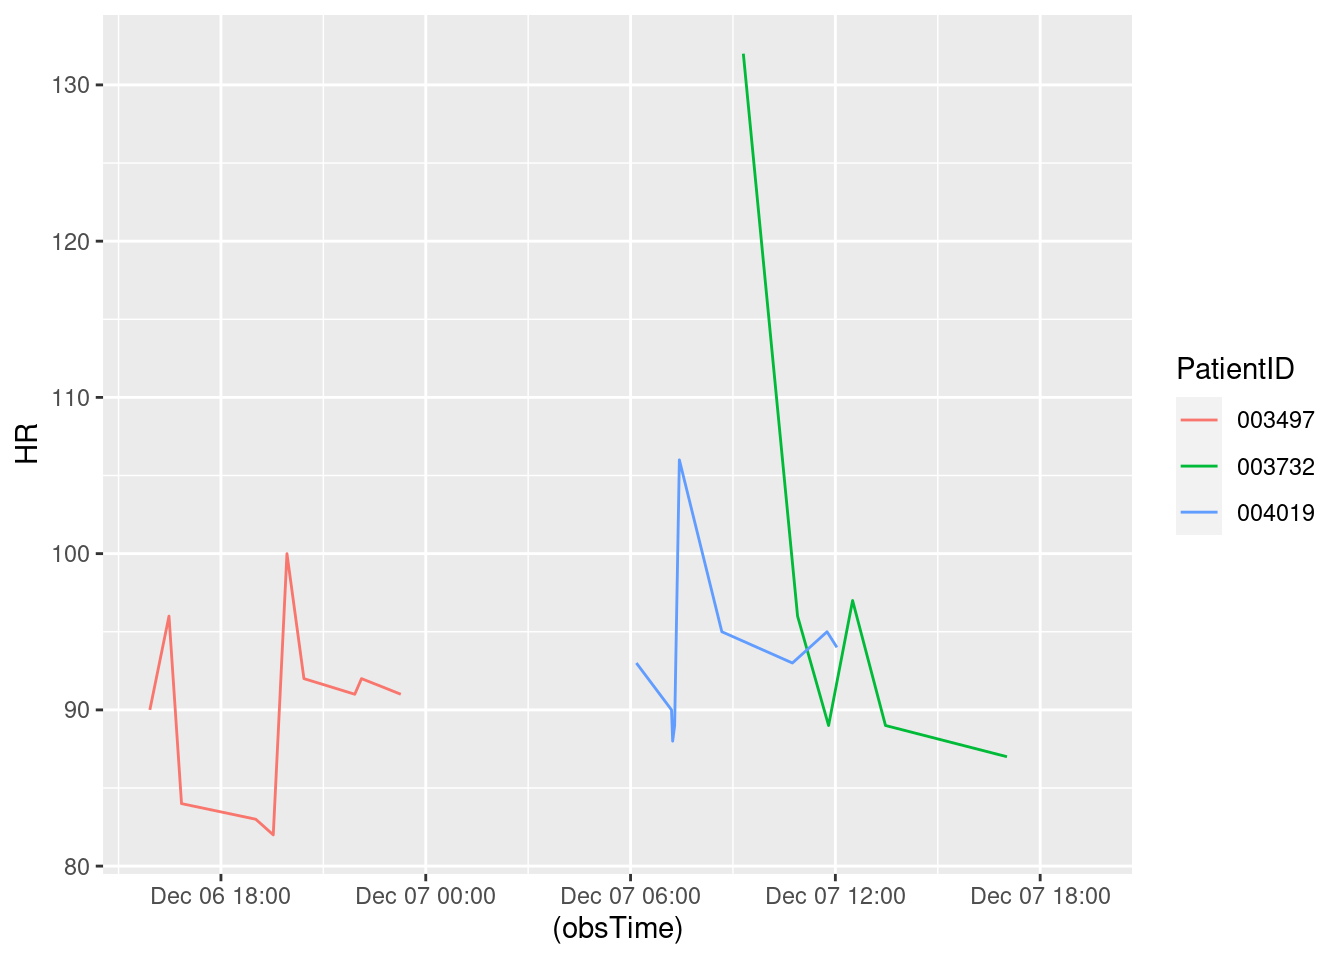 130
120
110
100
90
80
HR
Dec 06 18:00
Dec 07 00:00
Dec 07 06:00
Dec 07 12:00
Dec 07 18:00
(obsTime)
PatientID
003497
003732
004019